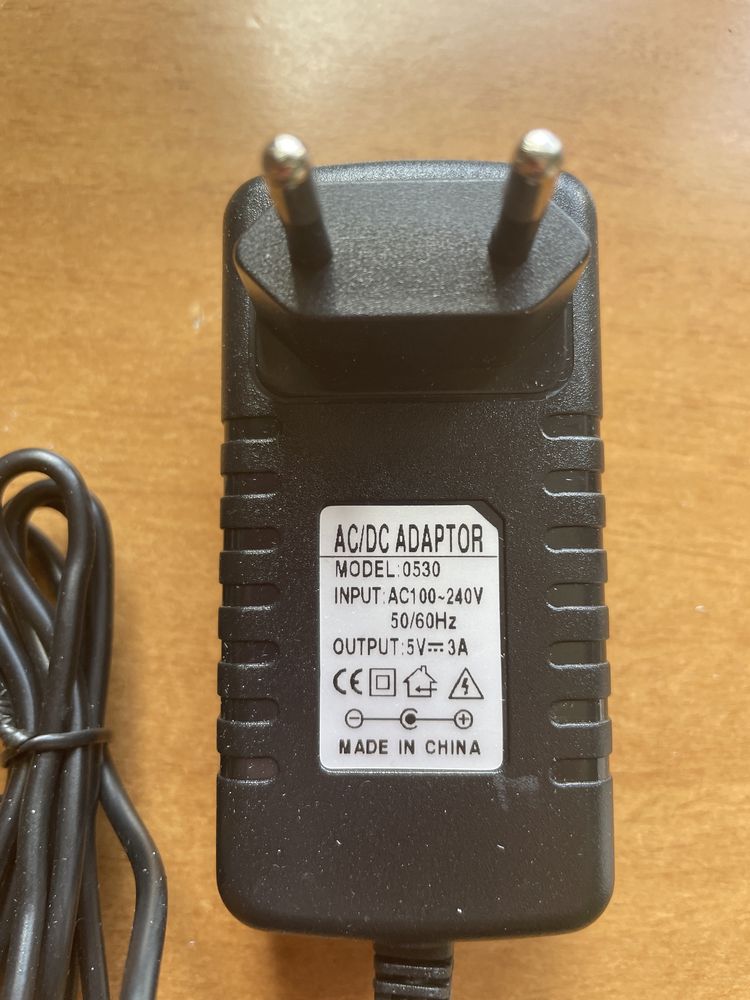 AC/DC ADAPTOR
MODEL:0530
INPUT:AC100~240V
50/60Hz
OUTPUT:5V⎓3A
CE
MADE IN CHINA